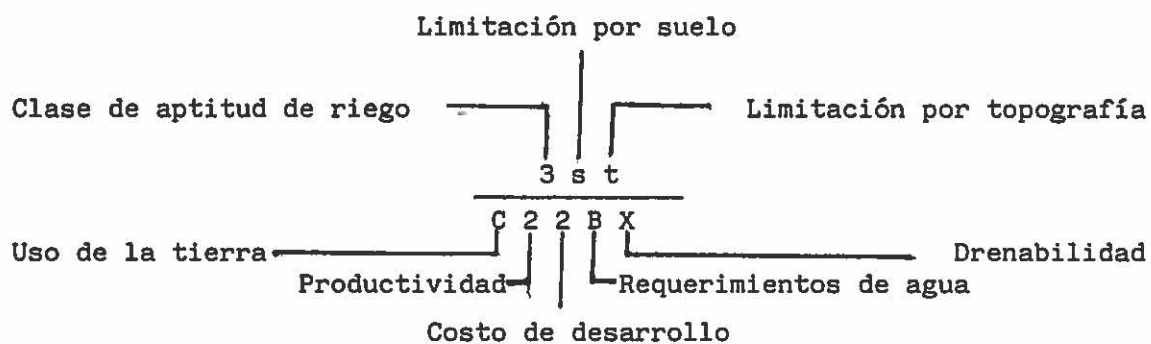 Limitación por suelo
Clase de aptitud de riego Limitación por topografía
3 s t
C 2 2 B X
Uso de la tierra Drenabilidad
Productividad Requerimientos de agua
Costo de desarrollo